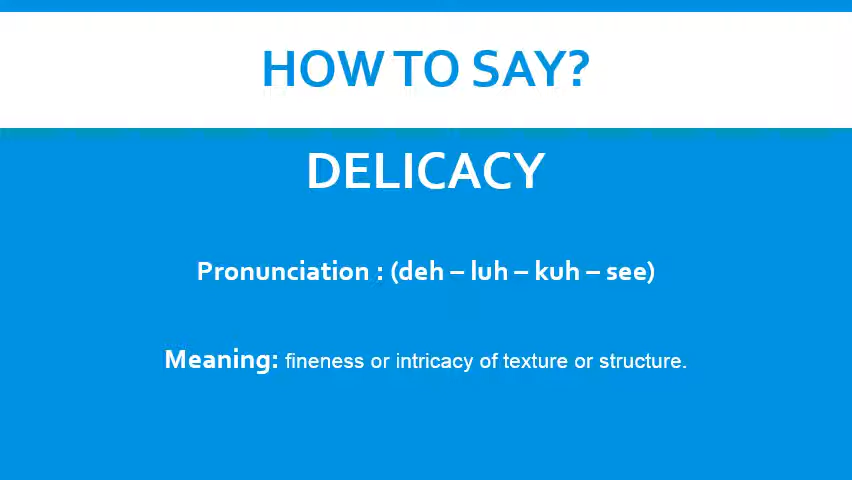 HOW TO SAY?
DELICACY
Pronunciation : (deh – luh – kuh – see)
Meaning: fineness or intricacy of texture or structure.